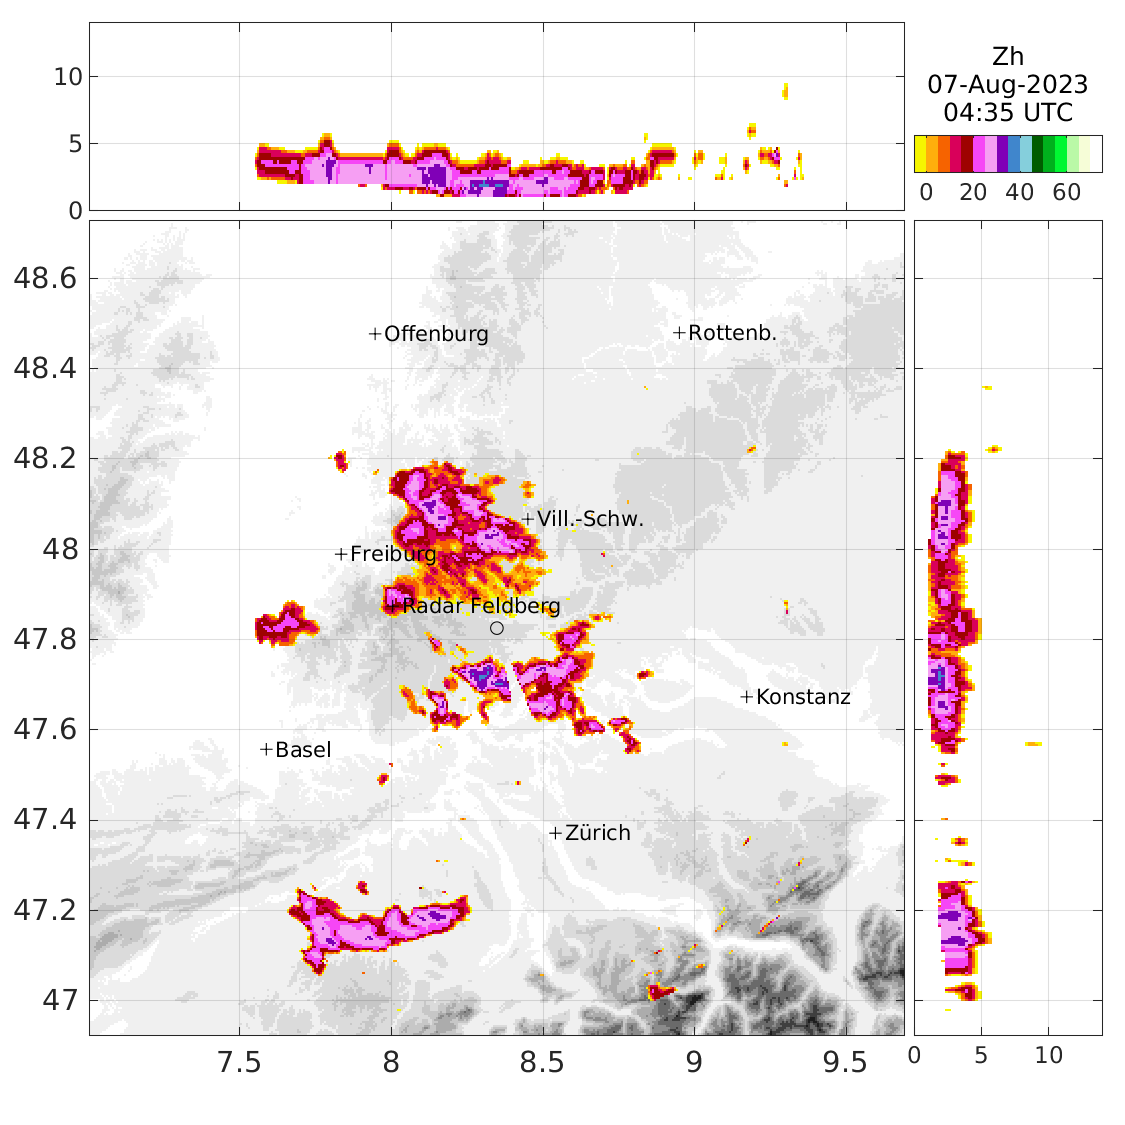 10
5
0
Zh
07-Aug-2023
04:35 UTC
0 20 40 60
48.6
48.4
48.2
48
47.8
47.6
47.4
47.2
47
+Offenburg
+Rottenb.
+Vill.-Schw.
+Freiburg
+Radar Feldberg
+Konstanz
+Basel
+Zürich
7.5 8 8.5 9 9.5
0 5 10